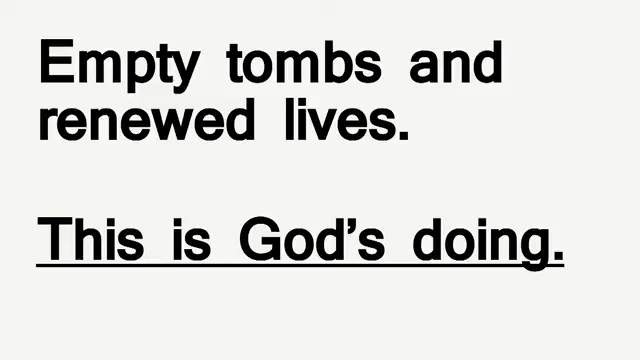 Empty tombs and
renewed lives.
This is God’s doing.